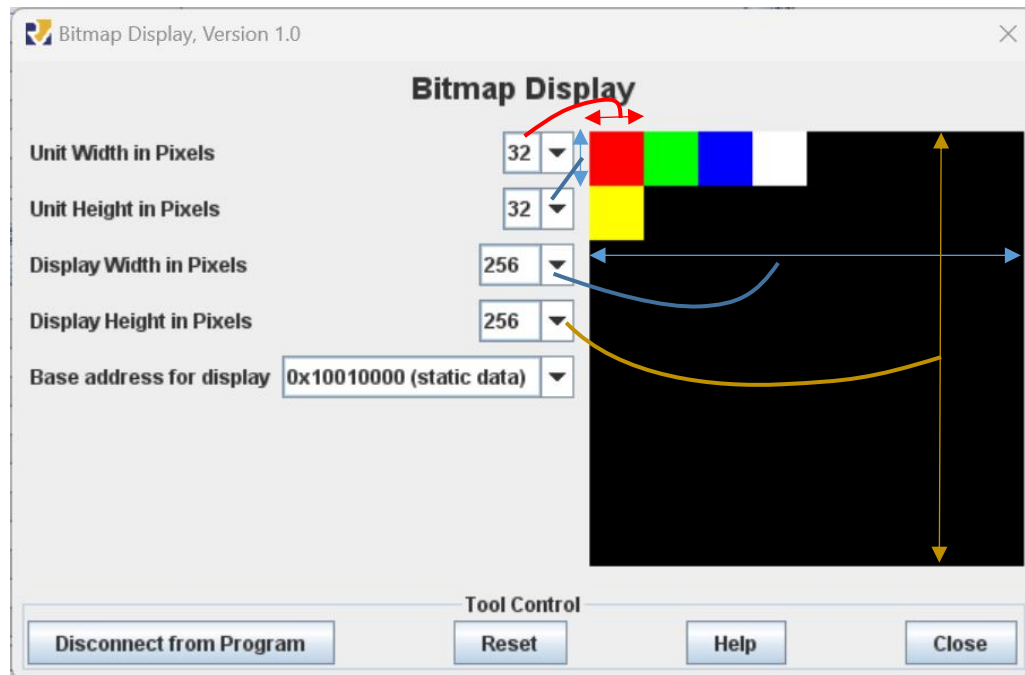 Bitmap Display, Version 1.0
Bitmap Display
Unit Width in Pixels 32
Unit Height in Pixels 32
Display Width in Pixels 256
Display Height in Pixels 256
Base address for display 0x10010000 (static data)
Tool Control
Disconnect from Program Reset Help Close